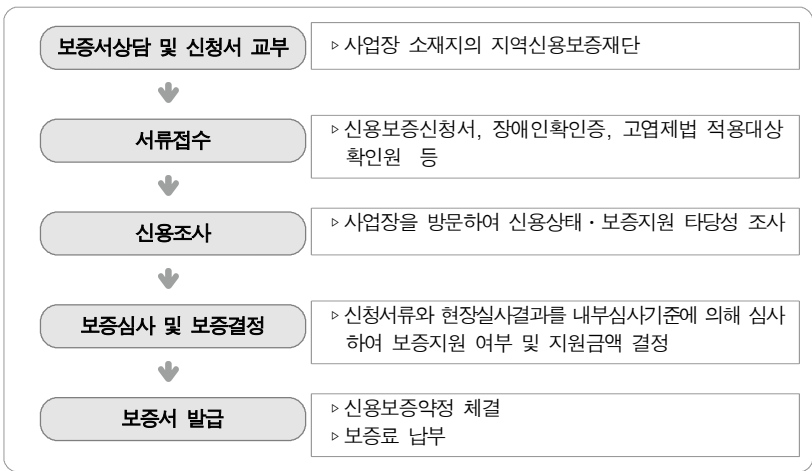 보증서상담 및 신청서 교부
▹사업장 소재지의 지역신용보증재단
서류접수
▹신용보증신청서, 장애인확인증, 고엽제법 적용대상
확인원 등
신용조사
▹사업장을 방문하여 신용상태・보증지원 타당성 조사
보증심사 및 보증결정
▹신청서류와 현장실사결과를 내부심사기준에 의해 심사
하여 보증지원 여부 및 지원금액 결정
보증서 발급
▹신용보증약정 체결
▹보증료 납부